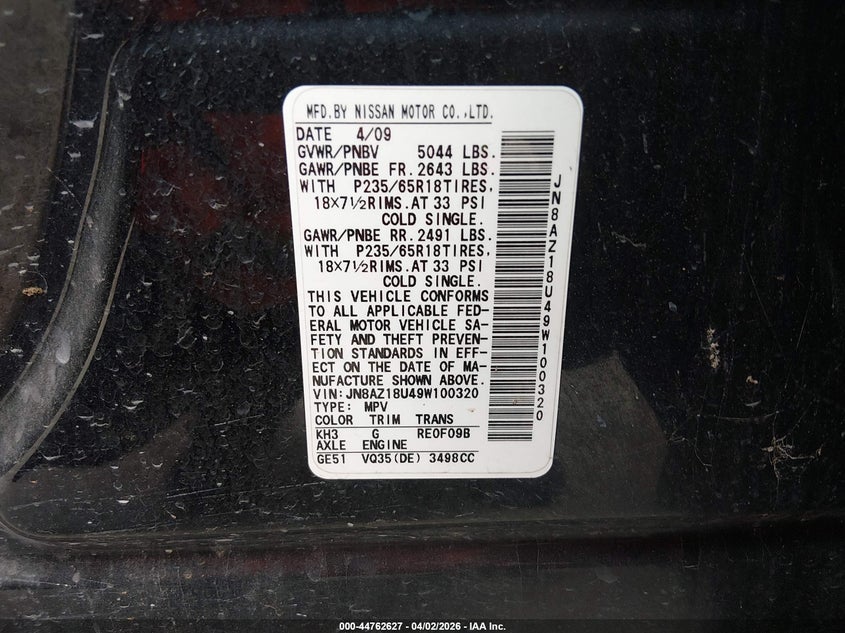 MFD.BY NISSAN MOTOR CO.,LTD.
DATE 4/09
GVWR/PNBV 5044 LBS.
GAWR/PNBE FR.2643 LBS.
WITH P235/65R18TIRES,
18×7½RIMS.AT 33 PSI
COLD SINGLE.
GAWR/PNBE RR.2491 LBS.
WITH P235/65R18TIRES,
18×7½RIMS.AT 33 PSI
COLD SINGLE.
THIS VEHICLE CONFORMS
TO ALL APPLICABLE FED-
ERAL MOTOR VEHICLE SA-
FETY AND THEFT PREVEN-
TION STANDARDS IN EFF-
ECT ON THE DATE OF MA-
NUFACTURE SHOWN ABOVE.
VIN:JN8AZ18U49W100320
TYPE: MPV
COLOR TRIM TRANS
KH3 G RE0F09B
AXLE ENGINE
GE51 VQ35(DE) 3498CC
JN8AZ18U49W100320
000-44762627 - 04/02/2026 - IAA Inc.